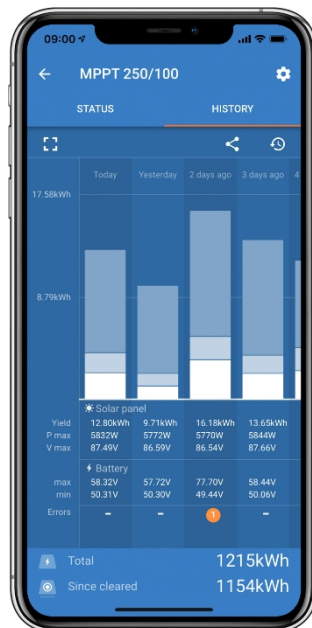 09:00
MPPT 250/100
STATUS HISTORY
Today Yesterday 2 days ago 3 days ago 4
17.58kWh
8.79kWh
Solar panel
Yield 12.80kWh 9.71kWh 16.18kWh 13.65kWh
P max 5832W 5772W 5770W 5844W
V max 87.49V 86.59V 86.54V 87.66V
Battery
max 58.32V 57.72V 77.70V 58.44V
min 50.31V 50.30V 49.44V 50.06V
Errors – – 1 –
Total 1215kWh
Since cleared 1154kWh